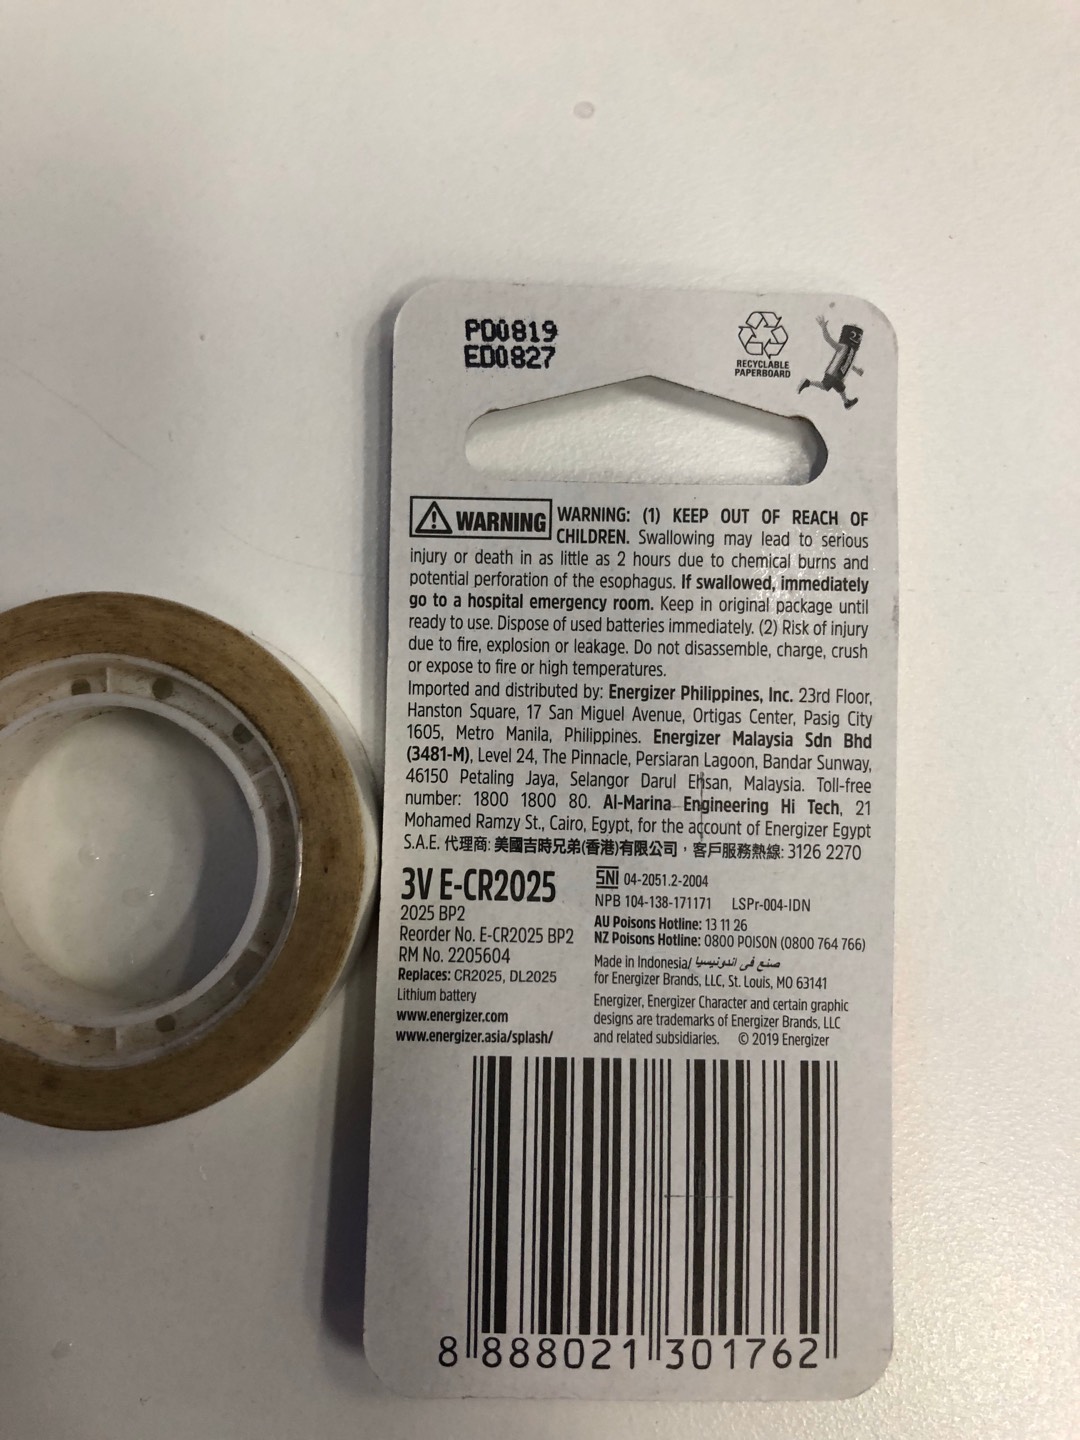 PD0819
ED0827
RECYCLABLE
PAPERBOARD
WARNING
WARNING: (1) KEEP OUT OF REACH OF
CHILDREN. Swallowing may lead to serious
injury or death in as little as 2 hours due to chemical burns and
potential perforation of the esophagus. If swallowed, immediately
go to a hospital emergency room. Keep in original package until
ready to use. Dispose of used batteries immediately. (2) Risk of injury
due to fire, explosion or leakage. Do not disassemble, charge, crush
or expose to fire or high temperatures.
Imported and distributed by: Energizer Philippines, Inc. 23rd Floor,
Hanston Square, 17 San Miguel Avenue, Ortigas Center, Pasig City
1605, Metro Manila, Philippines. Energizer Malaysia Sdn Bhd
(3481-M), Level 24, The Pinnacle, Persiaran Lagoon, Bandar Sunway,
46150 Petaling Jaya, Selangor Darul Ehsan, Malaysia. Toll-free
number: 1800 1800 80. Al-Marina Engineering Hi Tech, 21
Mohamed Ramzy St., Cairo, Egypt, for the account of Energizer Egypt
S.A.E. 代理商: 美國吉時兄弟(香港)有限公司，客戶服務熱線: 3126 2270
3V E-CR2025
2025 BP2
Reorder No. E-CR2025 BP2
RM No. 2205604
Replaces: CR2025, DL2025
Lithium battery
www.energizer.com
www.energizer.asia/splash/
SNI 04-2051.2-2004
NPB 104-138-171171 LSPr-004-IDN
AU Poisons Hotline: 13 11 26
NZ Poisons Hotline: 0800 POISON (0800 764 766)
Made in Indonesia/ صنع في اندونيسيا
for Energizer Brands, LLC, St. Louis, MO 63141
Energizer, Energizer Character and certain graphic
designs are trademarks of Energizer Brands, LLC
and related subsidiaries. © 2019 Energizer
8 888021 301762